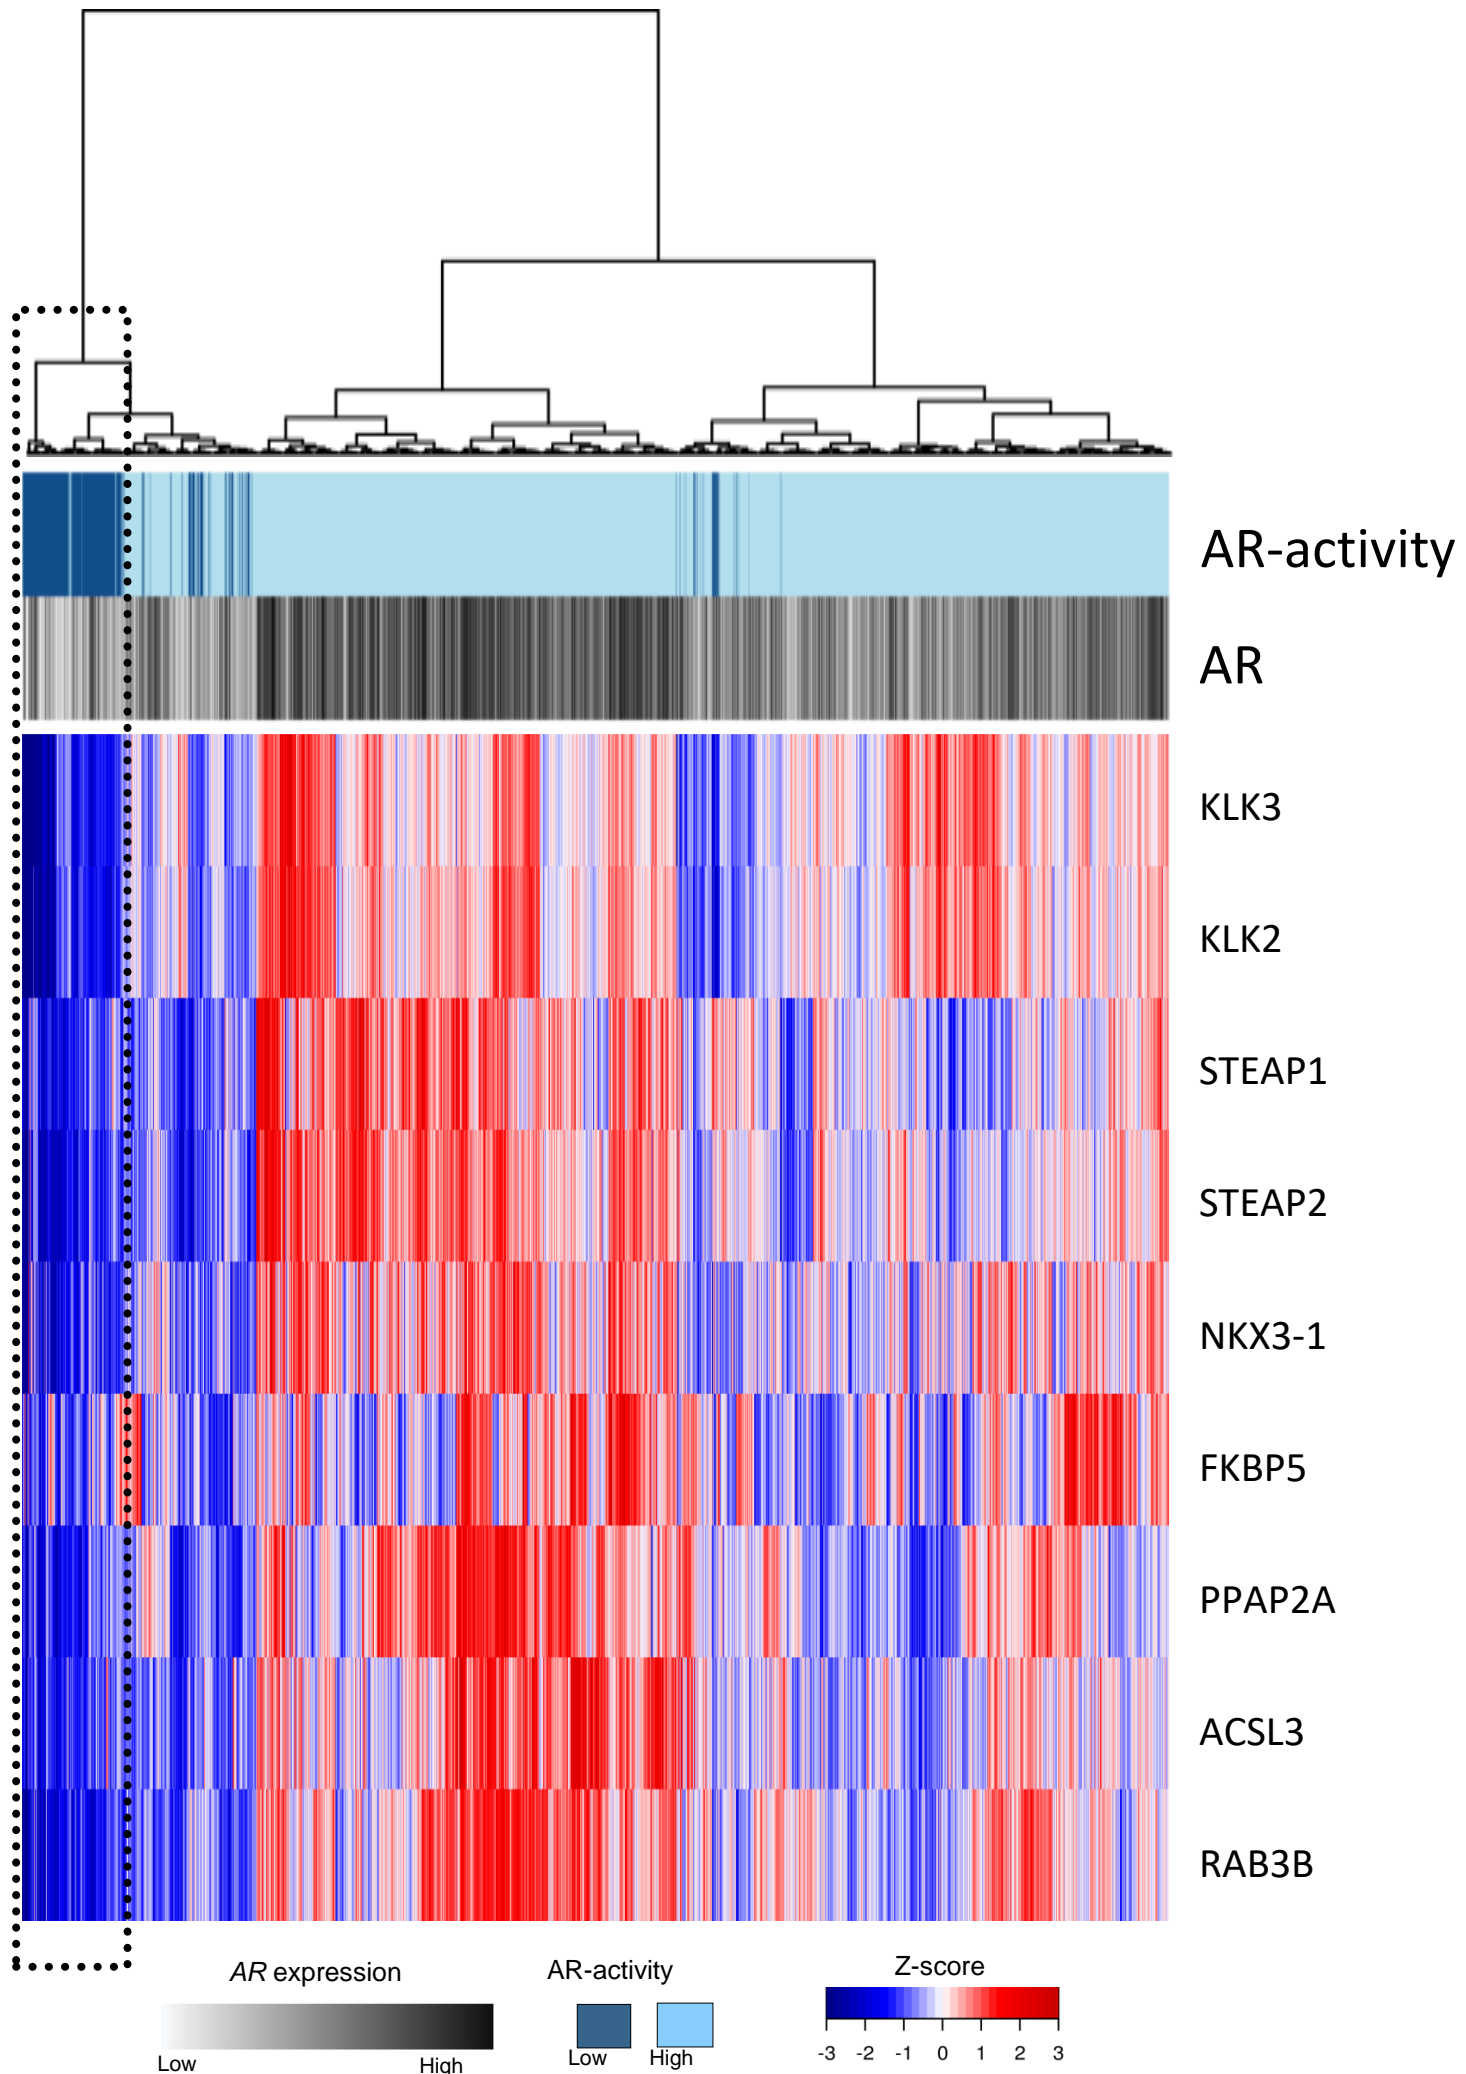 AR-activity
AR
KLK3
KLK2
STEAP1
STEAP2
NKX3-1
FKBP5
PPAP2A
ACSL3
RAB3B
AR expression
Low High
AR-activity
Low High
Z-score
-3 -2 -1 0 1 2 3